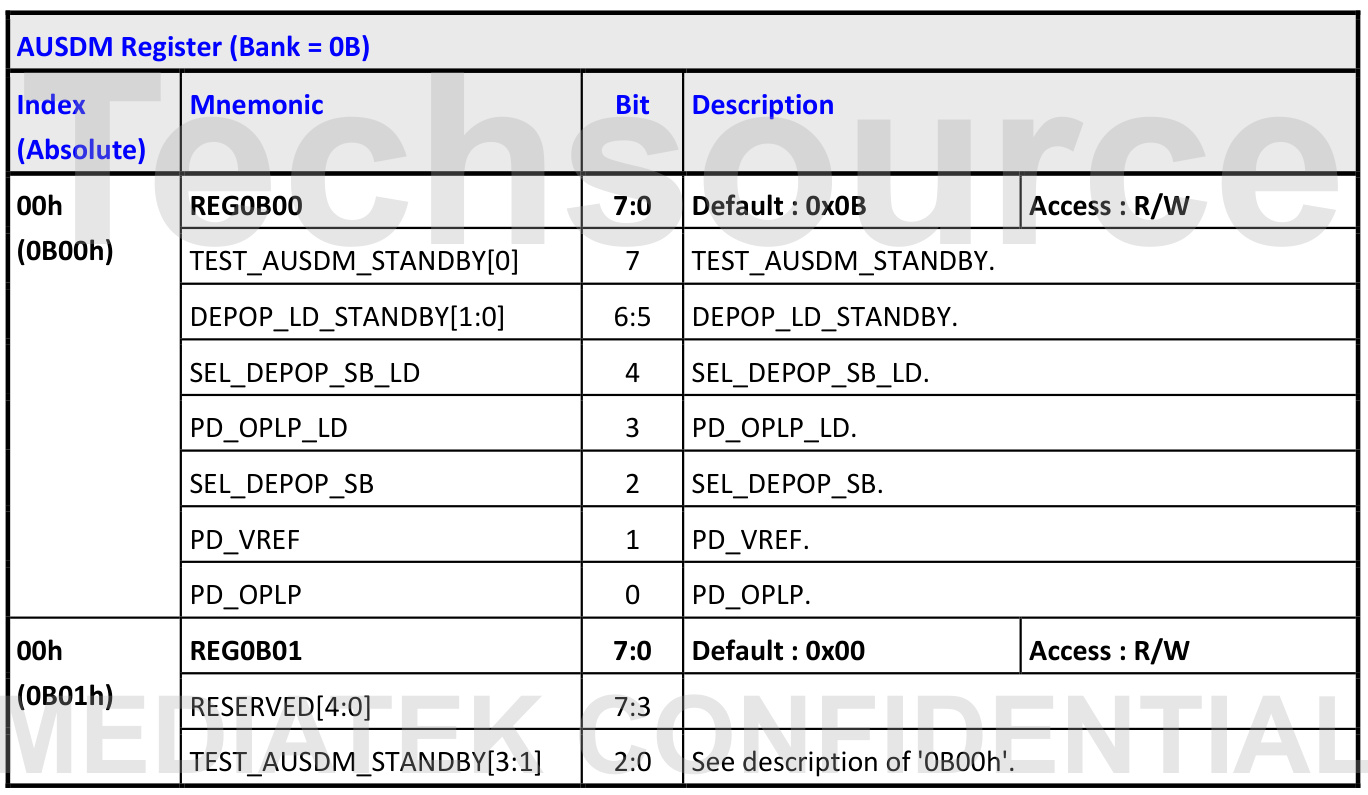 AUSDM Register (Bank = 0B)
Index (Absolute) Mnemonic Bit Description
00h (0B00h) REG0B00 7:0 Default : 0x0B Access : R/W
TEST_AUSDM_STANDBY[0] 7 TEST_AUSDM_STANDBY.
DEPOP_LD_STANDBY[1:0] 6:5 DEPOP_LD_STANDBY.
SEL_DEPOP_SB_LD 4 SEL_DEPOP_SB_LD.
PD_OPLP_LD 3 PD_OPLP_LD.
SEL_DEPOP_SB 2 SEL_DEPOP_SB.
PD_VREF 1 PD_VREF.
PD_OPLP 0 PD_OPLP.
00h (0B01h) REG0B01 7:0 Default : 0x00 Access : R/W
RESERVED[4:0] 7:3
TEST_AUSDM_STANDBY[3:1] 2:0 See description of '0B00h'.
Techsource
MEDIATEK CONFIDENTIAL